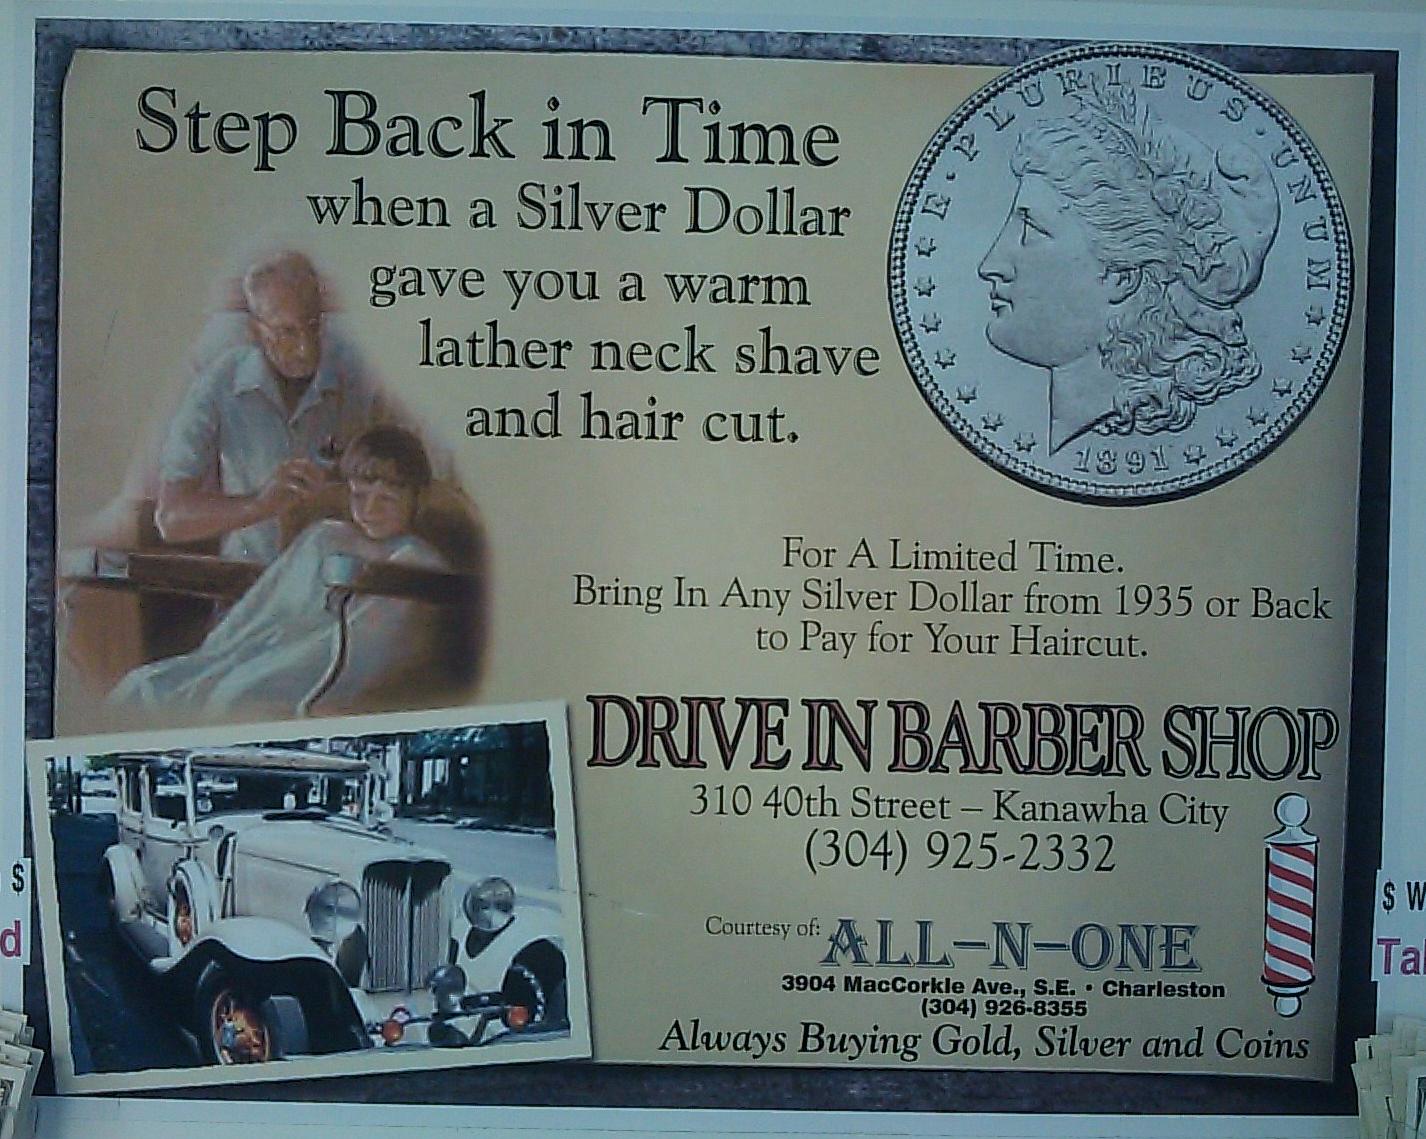 Step Back in Time
when a Silver Dollar
gave you a warm
lather neck shave
and hair cut.
E · PLURIBUS · UNUM
1891
For A Limited Time.
Bring In Any Silver Dollar from 1935 or Back
to Pay for Your Haircut.
DRIVE IN BARBER SHOP
310 40th Street – Kanawha City
(304) 925-2332
Courtesy of: ALL-N-ONE
3904 MacCorkle Ave., S.E. • Charleston
(304) 926-8355
Always Buying Gold, Silver and Coins
$
d
$ W
Ta